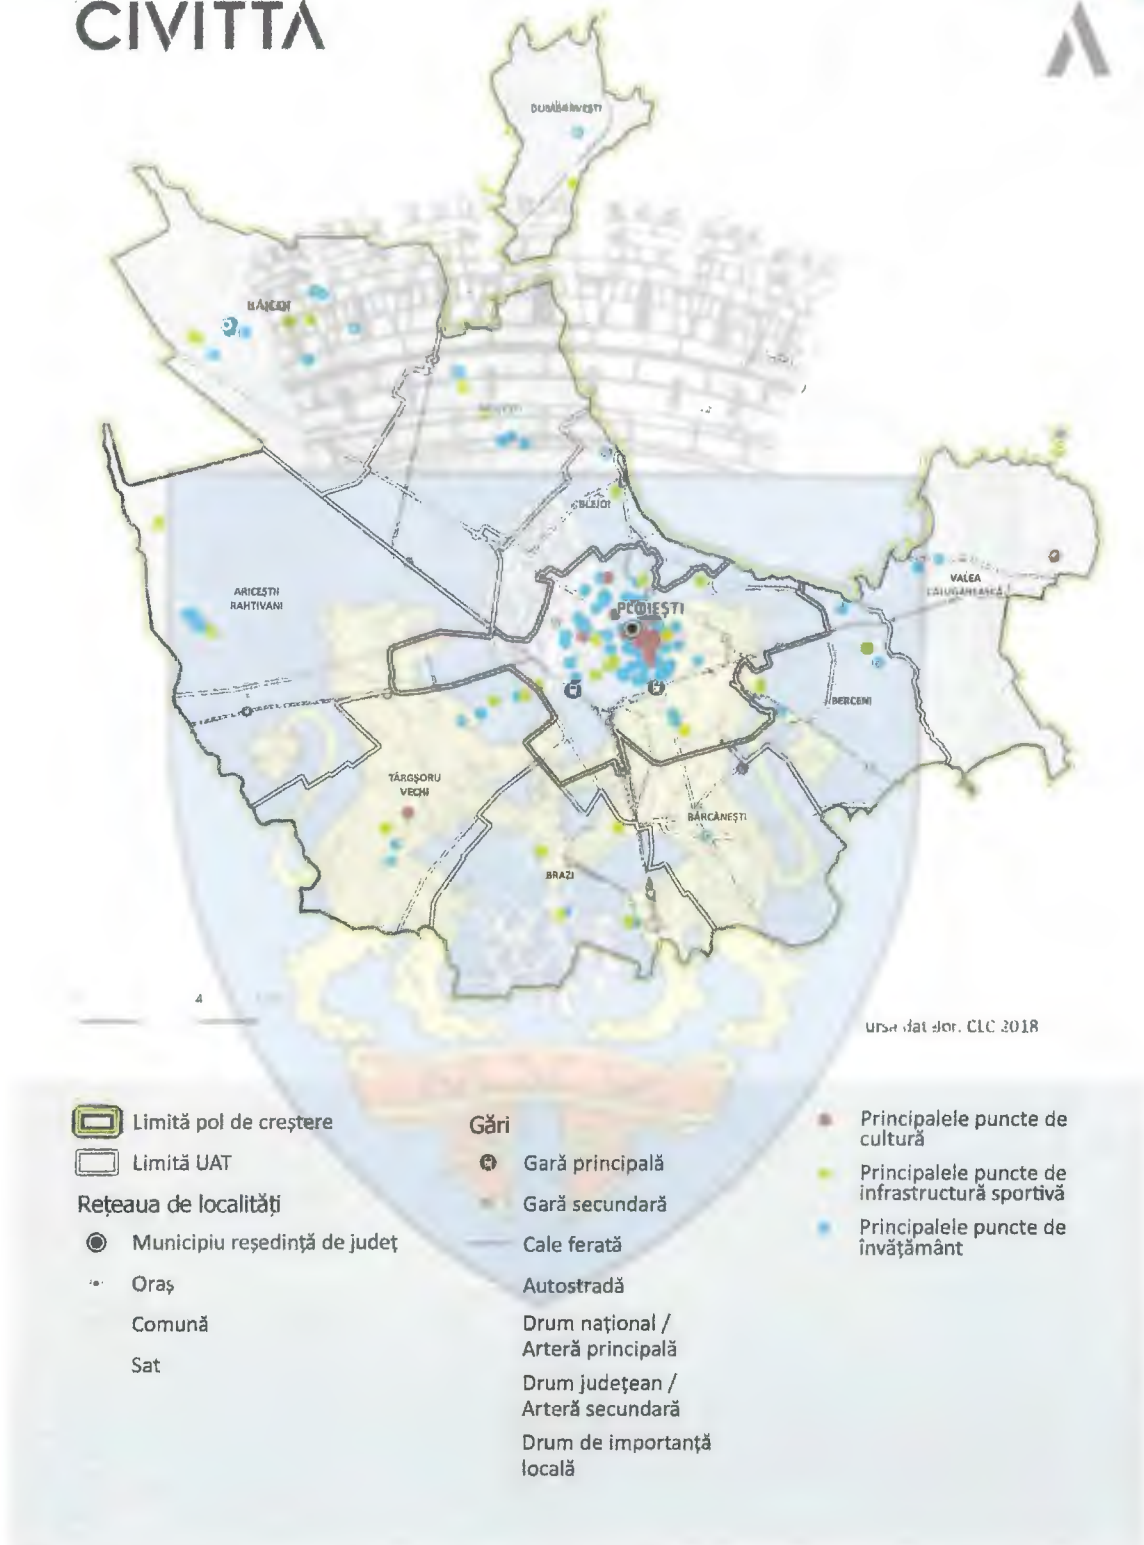 CIVITTA
BĂICOI
BLEJOI
ARICEȘTII
RAHTIVANI
PLOIEȘTI
VALEA
CĂLUGĂREASCĂ
BERCENI
TÂRGȘORU
VECHI
BĂRCĂNEȘTI
BRAZI
4
CLC 2018
Limită pol de creștere
Limită UAT
Rețeaua de localități
Municipiu reședință de județ
Oraș
Comună
Sat
Gări
Gară principală
Gară secundară
Cale ferată
Autostradă
Drum național /
Arteră principală
Drum județean /
Arteră secundară
Drum de importanță
locală
Principalele puncte de
cultură
Principalele puncte de
infrastructură sportivă
Principalele puncte de
învățământ